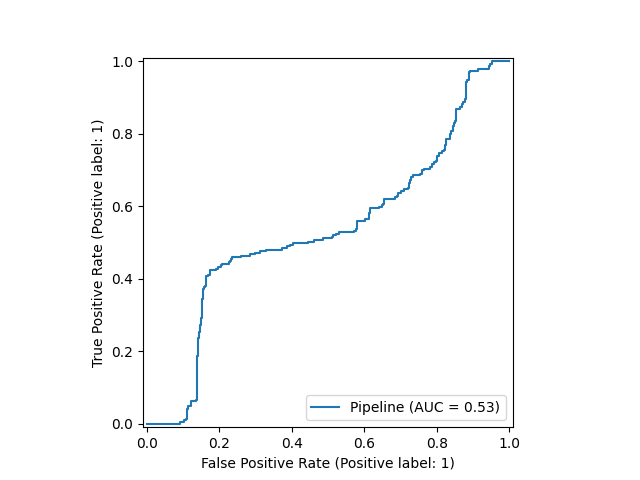 1.0
0.8
0.6
0.4
0.2
0.0
True Positive Rate (Positive label: 1)
Pipeline (AUC = 0.53)
0.0 0.2 0.4 0.6 0.8 1.0
False Positive Rate (Positive label: 1)